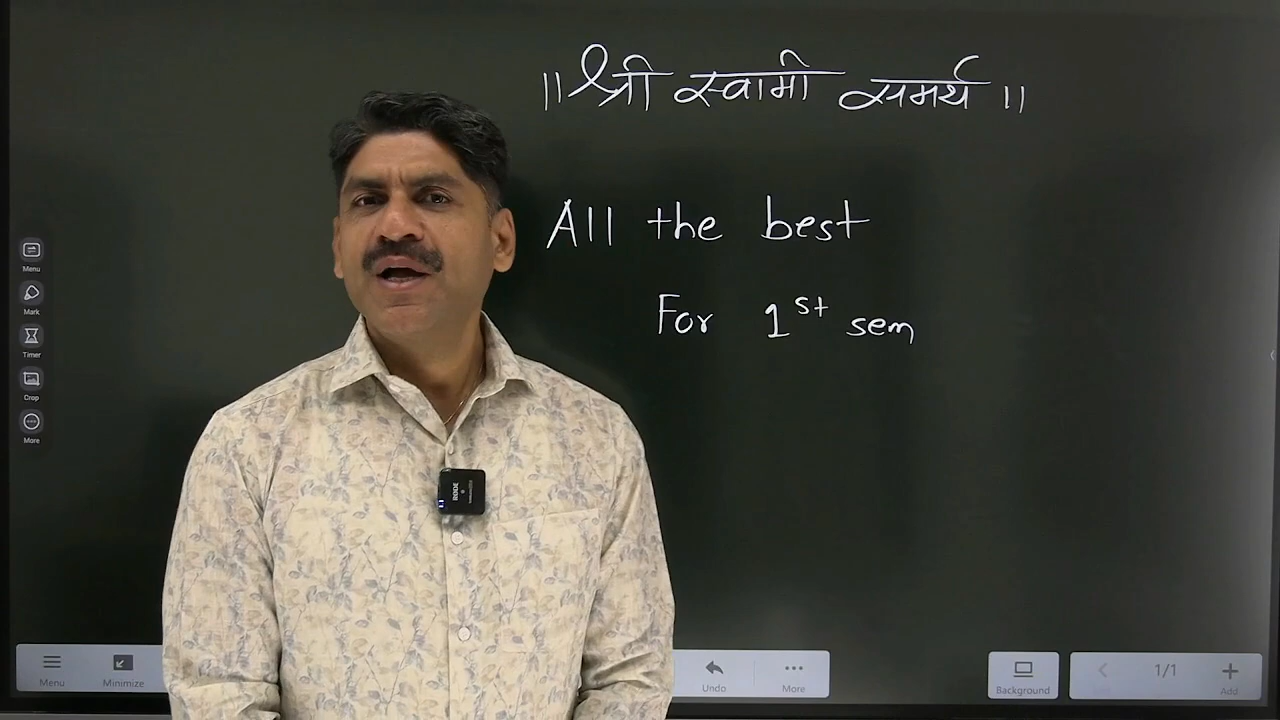 ॥ श्री स्वामी समर्थ ॥
All the best
For 1st sem
Menu
Mark
Timer
Crop
More
RØDE
Menu
Minimize
Undo
More
Background
1/1
Add